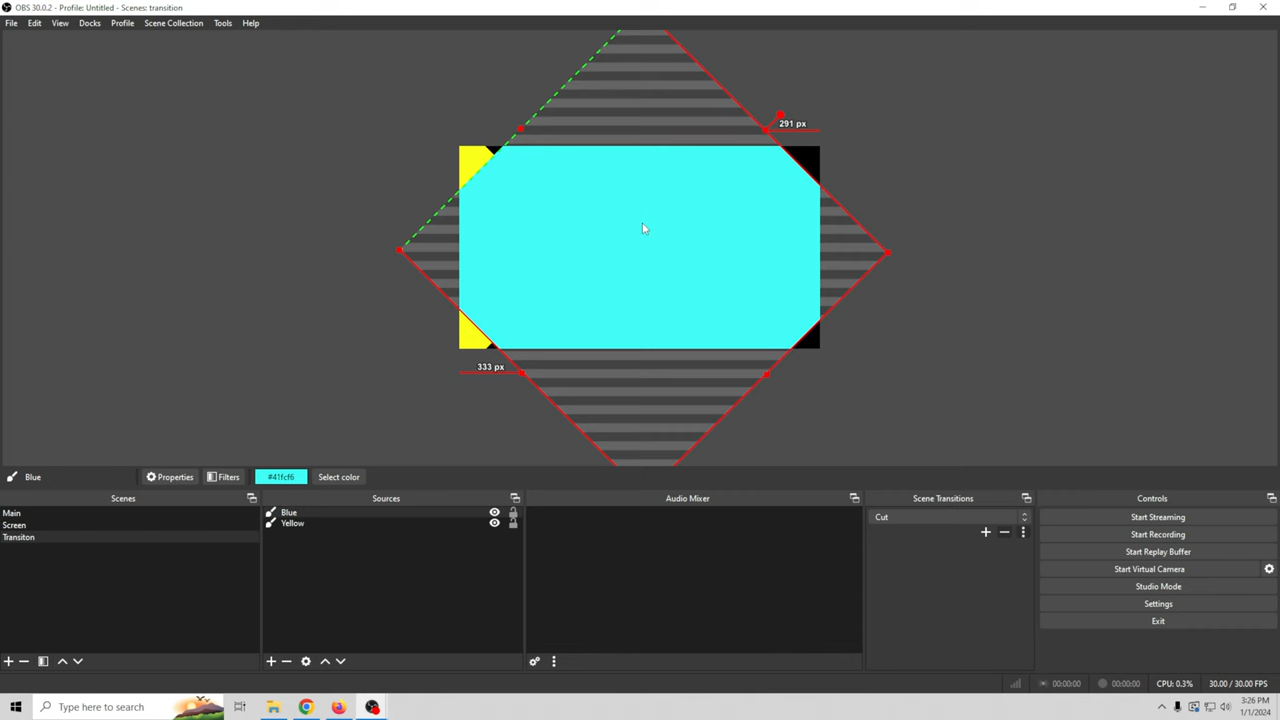 OBS 30.0.2 - Profile: Untitled - Scenes: transition
File Edit View Docks Profile Scene Collection Tools Help
291 px
333 px
Blue Properties Filters #41fcf6 Select color
Scenes Sources Audio Mixer Scene Transitions Controls
Main
Screen
Transiton
Blue
Yellow
Cut
Start Streaming
Start Recording
Start Replay Buffer
Start Virtual Camera
Studio Mode
Settings
Exit
00:00:00 00:00:00 CPU: 0.3% 30.00 / 30.00 FPS
Type here to search
3:26 PM
1/1/2024